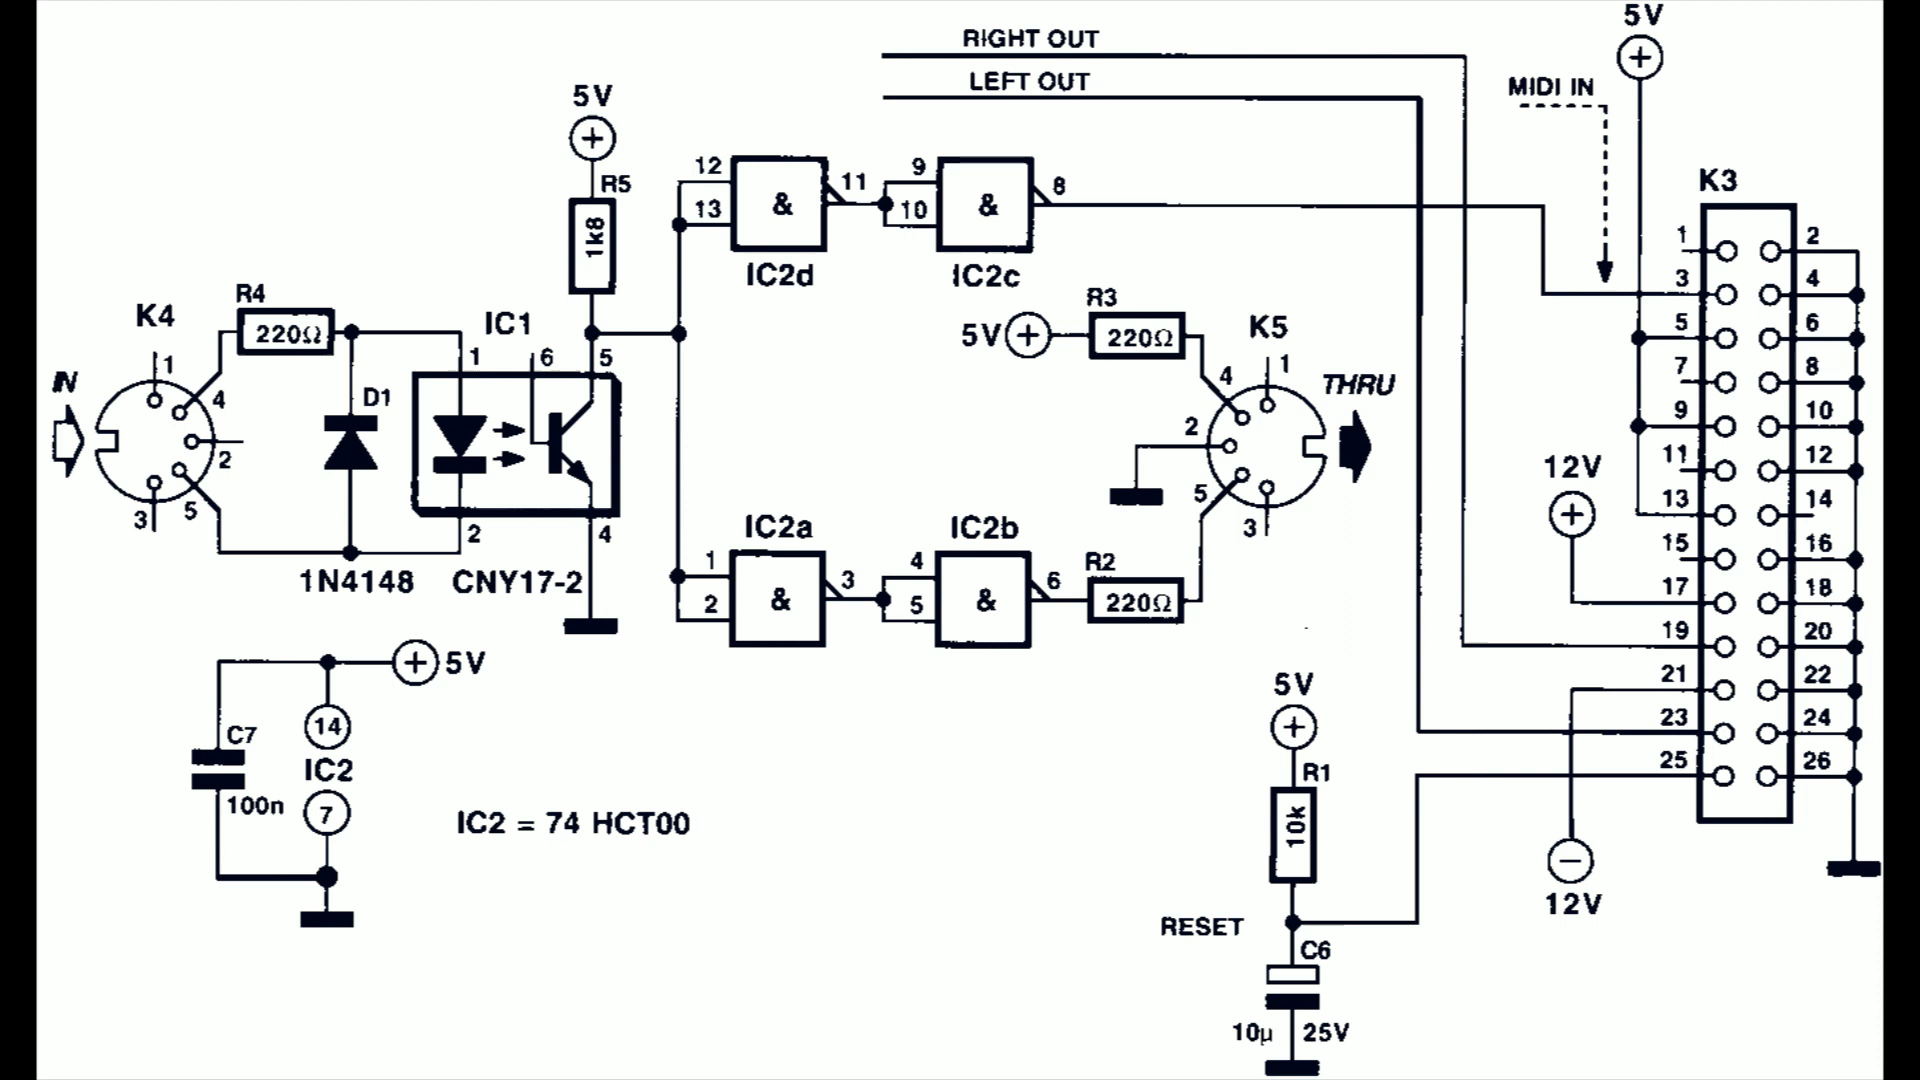 RIGHT OUT
LEFT OUT
5V
MIDI IN
5V
R5
1k8
12
13
&
11
IC2d
9
10
&
8
IC2c
K3
1
2
3
4
5
6
7
8
9
10
11
12
13
14
15
16
17
18
19
20
21
22
23
24
25
26
12V
12V
K4
IN
1
4
2
5
3
R4
220Ω
D1
1N4148
IC1
1
6
5
2
4
CNY17-2
5V
R3
220Ω
K5
THRU
1
4
2
5
3
IC2a
1
2
&
3
IC2b
4
5
&
6
R2
220Ω
5V
C7
100n
14
IC2
7
IC2 = 74 HCT00
5V
R1
10k
RESET
C6
10µ 25V